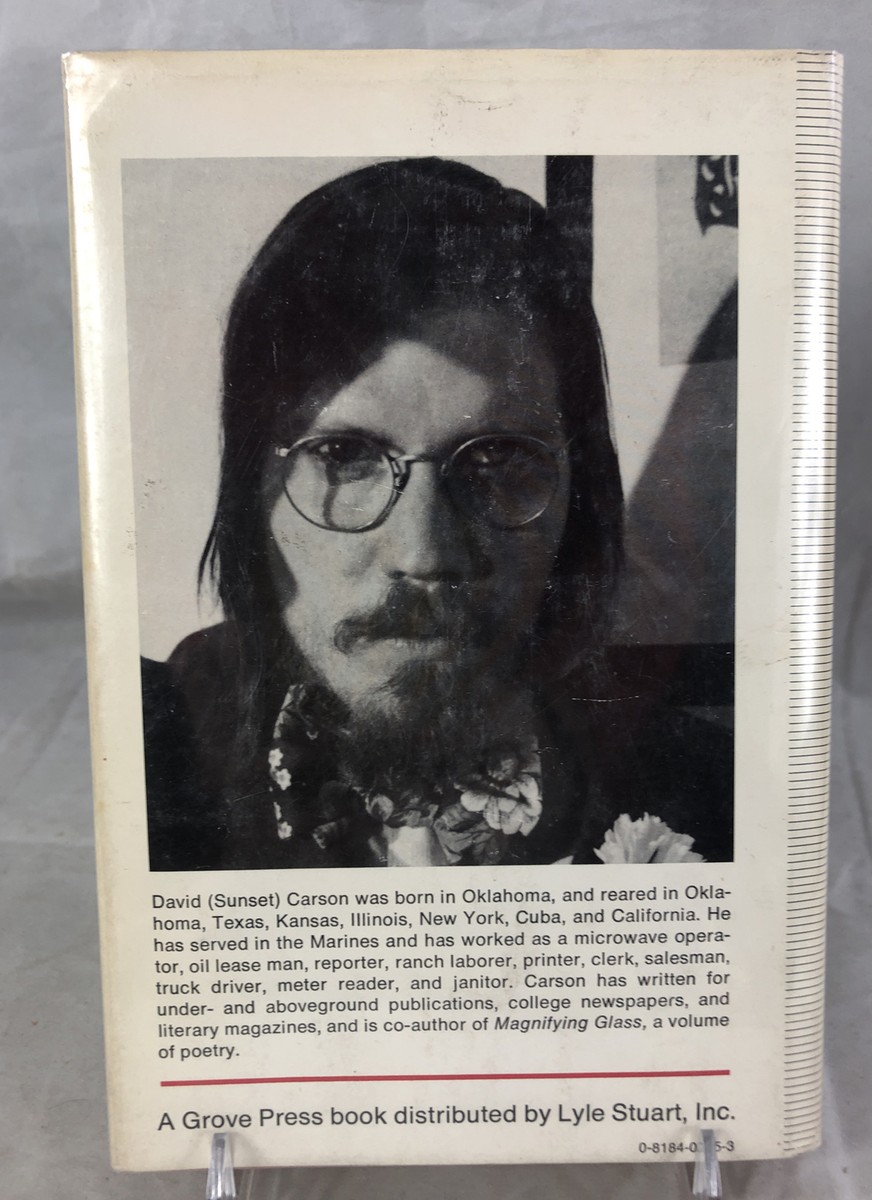 David (Sunset) Carson was born in Oklahoma, and reared in Okla-
homa, Texas, Kansas, Illinois, New York, Cuba, and California. He
has served in the Marines and has worked as a microwave opera-
tor, oil lease man, reporter, ranch laborer, printer, clerk, salesman,
truck driver, meter reader, and janitor. Carson has written for
under- and aboveground publications, college newspapers, and
literary magazines, and is co-author of Magnifying Glass, a volume
of poetry.
A Grove Press book distributed by Lyle Stuart, Inc.